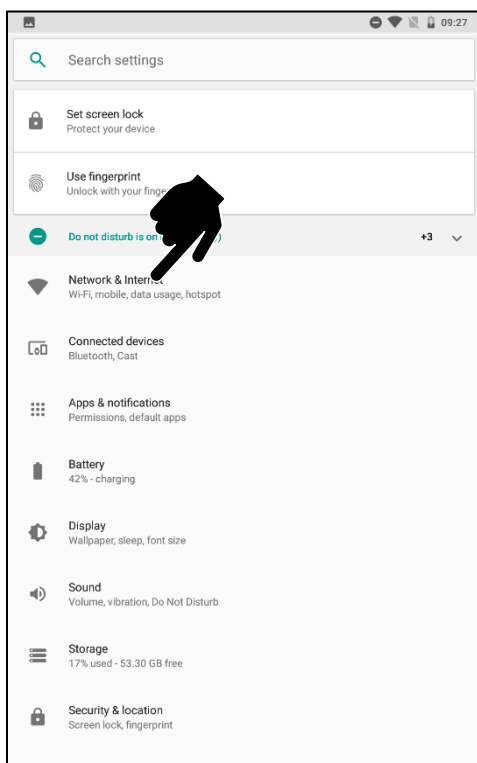 09:27
Search settings
Set screen lock
Protect your device
Use fingerprint
Unlock with your
Do not disturb is on
+3
Network & Internet
Wi-Fi, mobile, data usage, hotspot
Connected devices
Bluetooth, Cast
Apps & notifications
Permissions, default apps
Battery
42% - charging
Display
Wallpaper, sleep, font size
Sound
Volume, vibration, Do Not Disturb
Storage
17% used - 53.30 GB free
Security & location
Screen lock, fingerprint